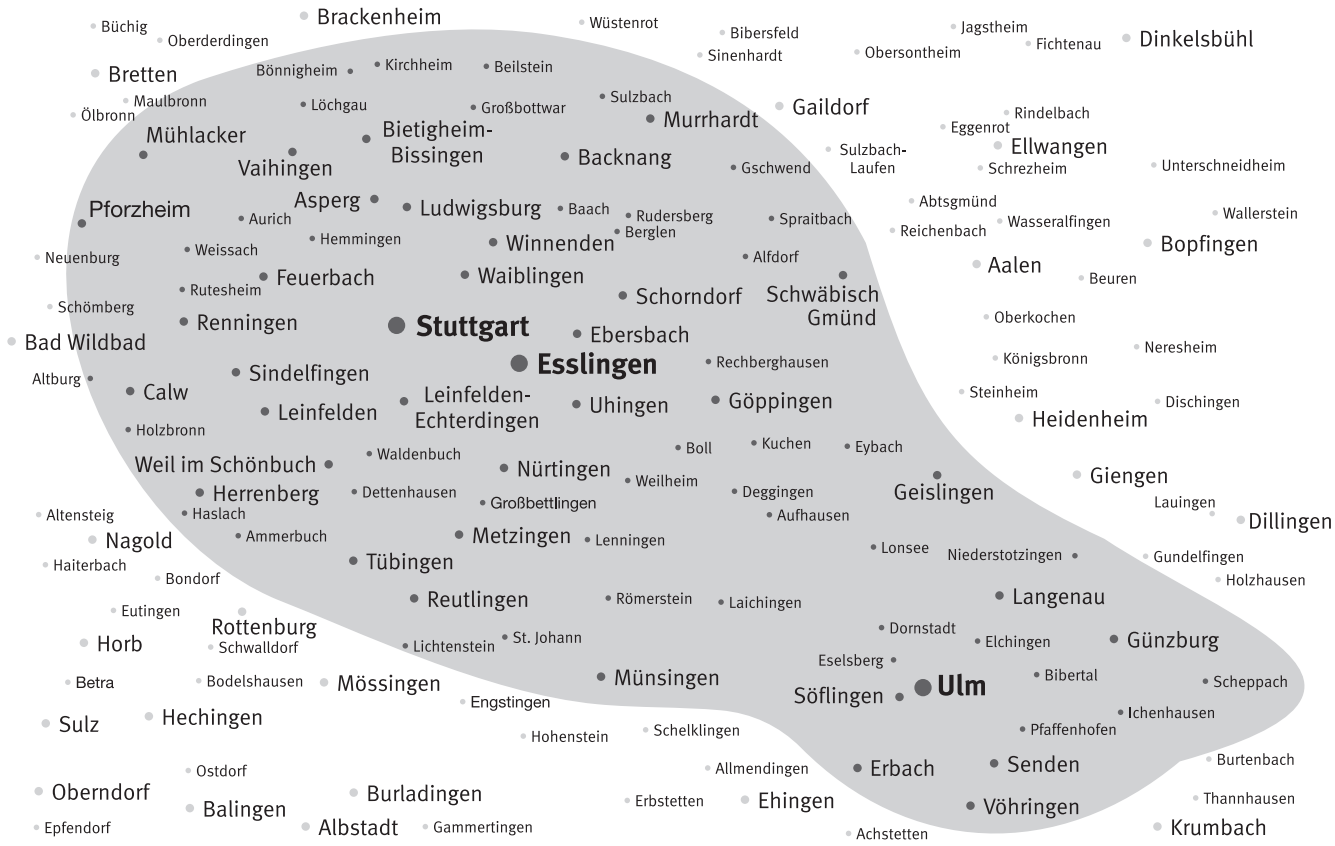 Brackenheim
Büchig
Wüstenrot
Jagstheim
Bibersfeld
Oberderdingen
Dinkelsbühl
Fichtenau
Obersontheim
Sinenhardt
Kirchheim
Beilstein
Bönnigheim
Bretten
Sulzbach
Maulbronn
Löchgau
Großbottwar
Gaildorf
Rindelbach
Ölbronn
Murrhardt
Eggenrot
Mühlacker
Bietigheim-
Bissingen
Ellwangen
Sulzbach-
Laufen
Backnang
Vaihingen
Gschwend
Schrezheim
Unterschneidheim
Asperg
Abtsgmünd
Pforzheim
Ludwigsburg
Baach
Rudersberg
Wallerstein
Aurich
Spraitbach
Wasseralfingen
Berglen
Reichenbach
Hemmingen
Winnenden
Bopfingen
Weissach
Neuenburg
Alfdorf
Aalen
Feuerbach
Waiblingen
Beuren
Rutesheim
Schorndorf
Schwäbisch
Gmünd
Schömberg
Oberkochen
Renningen
Stuttgart
Ebersbach
Bad Wildbad
Neresheim
Königsbronn
Esslingen
Rechberghausen
Sindelfingen
Altburg
Calw
Steinheim
Leinfelden-
Echterdingen
Göppingen
Dischingen
Uhingen
Leinfelden
Heidenheim
Holzbronn
Kuchen
Eybach
Boll
Waldenbuch
Weil im Schönbuch
Nürtingen
Giengen
Weilheim
Geislingen
Herrenberg
Dettenhausen
Deggingen
Großbettlingen
Lauingen
Altensteig
Haslach
Aufhausen
Dillingen
Ammerbuch
Metzingen
Nagold
Lenningen
Lonsee
Niederstotzingen
Gundelfingen
Tübingen
Haiterbach
Bondorf
Holzhausen
Reutlingen
Römerstein
Laichingen
Langenau
Eutingen
Rottenburg
Dornstadt
St. Johann
Elchingen
Günzburg
Horb
Schwalldorf
Lichtenstein
Eselsberg
Münsingen
Bibertal
Betra
Bodelshausen
Mössingen
Scheppach
Ulm
Söflingen
Engstingen
Ichenhausen
Hechingen
Sulz
Schelklingen
Pfaffenhofen
Hohenstein
Burtenbach
Senden
Erbach
Allmendingen
Ostdorf
Oberndorf
Burladingen
Thannhausen
Erbstetten
Ehingen
Vöhringen
Balingen
Epfendorf
Albstadt
Gammertingen
Krumbach
Achstetten